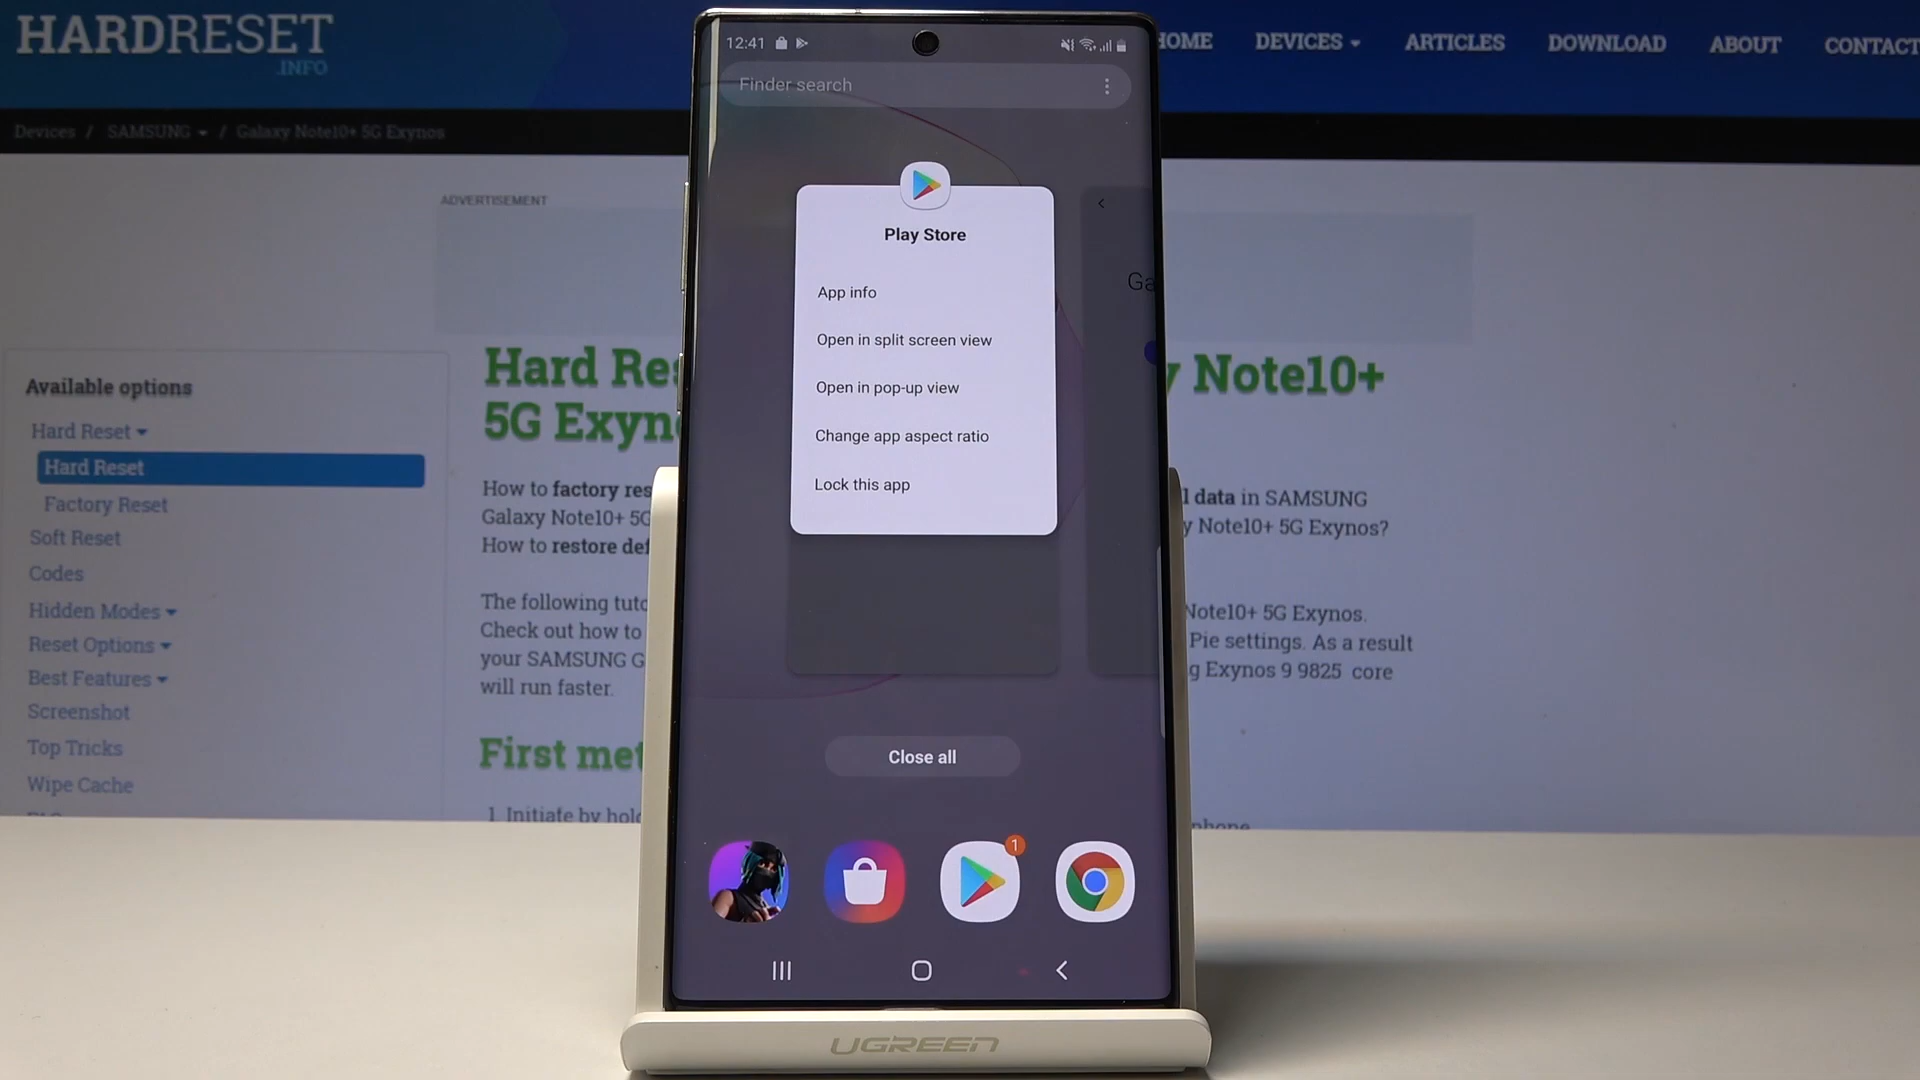 HARDRESET
.INFO
HOME DEVICES ARTICLES DOWNLOAD ABOUT CONTACT
Devices / SAMSUNG / Galaxy Note10+ 5G Exynos
ADVERTISEMENT
Available options
Hard Reset
Hard Reset
Factory Reset
Soft Reset
Codes
Hidden Modes
Reset Options
Best Features
Screenshot
Top Tricks
Wipe Cache
Hard Res
5G Exyn
y Note10+
How to factory res
Galaxy Note10+ 5G
How to restore def
l data in SAMSUNG
y Note10+ 5G Exynos?
The following tuto
Check out how to
your SAMSUNG G
will run faster.
Note10+ 5G Exynos.
Pie settings. As a result
g Exynos 9 9825 core
First met
1. Initiate by hol
phone
12:41
Finder search
Play Store
App info
Open in split screen view
Open in pop-up view
Change app aspect ratio
Lock this app
Ga
Close all
1
UGREEN